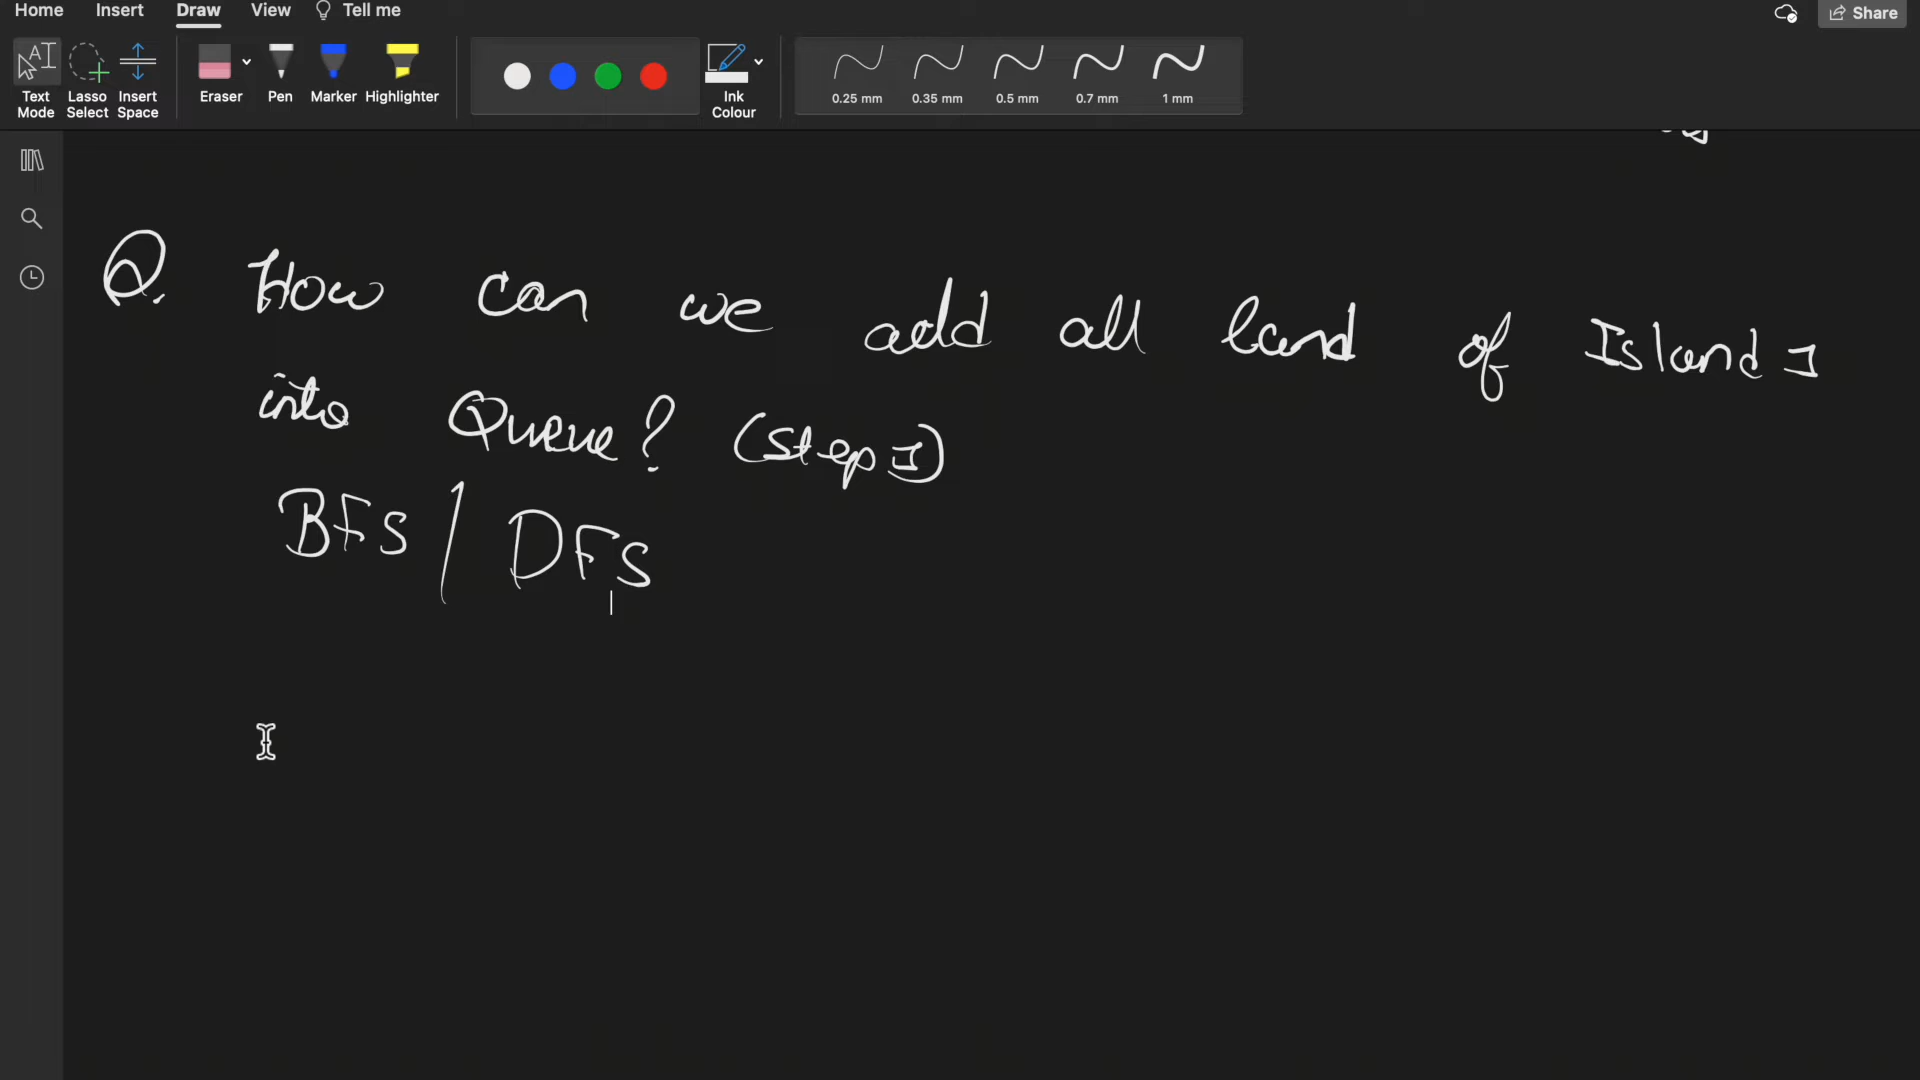 Home Insert Draw View Tell me Share
Text Mode Lasso Select Insert Space Eraser Pen Marker Highlighter Ink Colour 0.25 mm 0.35 mm 0.5 mm 0.7 mm 1 mm
Q. How can we add all land of Island 1
into Queue? (step 1)
BFS / DFS